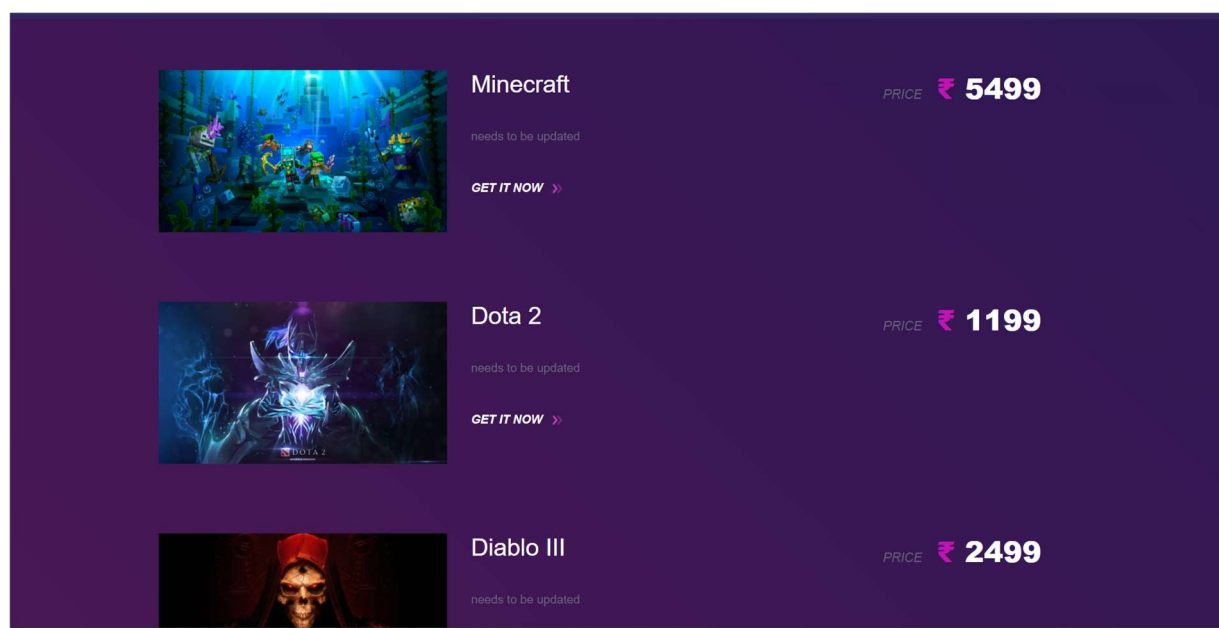 Minecraft
PRICE ₹ 5499
needs to be updated
GET IT NOW
Dota 2
PRICE ₹ 1199
needs to be updated
GET IT NOW
DOTA 2
Diablo III
PRICE ₹ 2499
needs to be updated